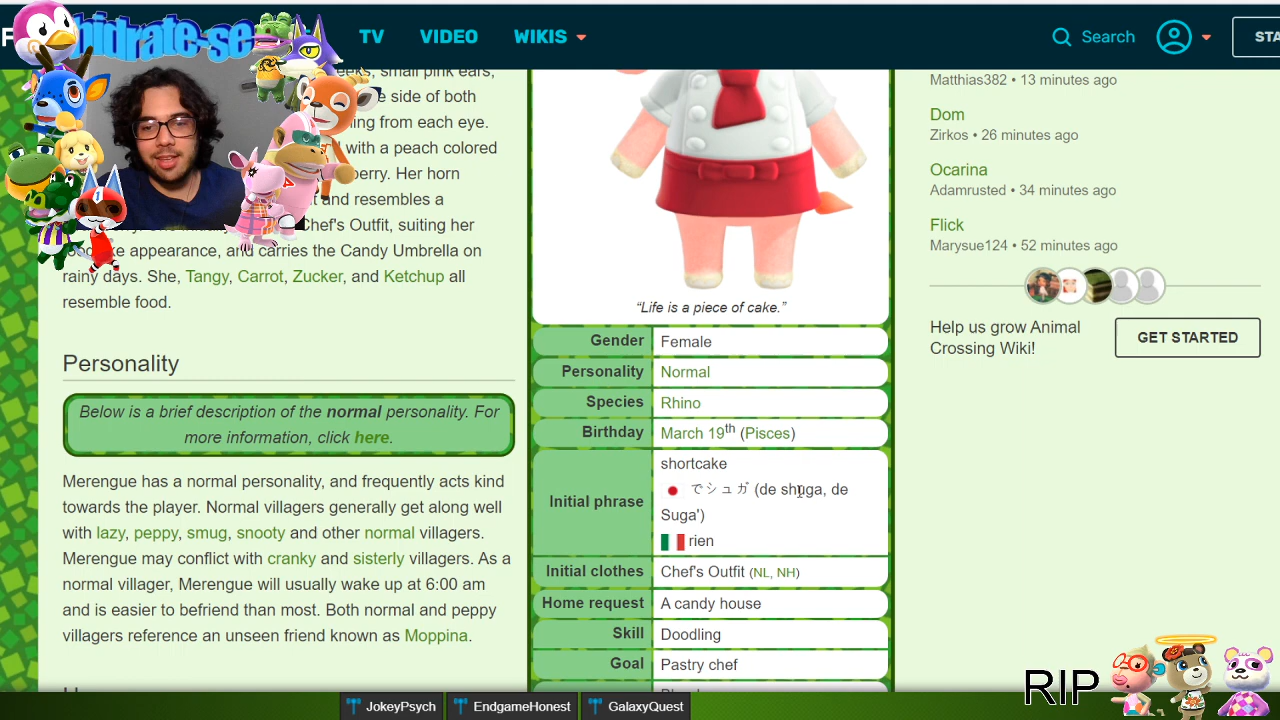 F
hidrate-se
TV
VIDEO
WIKIS
Search
STA
eeks, small pink ears,
e side of both
ing from each eye.
with a peach colored
berry. Her horn
t and resembles a
Chef's Outfit, suiting her
ke appearance, and carries the Candy Umbrella on
rainy days. She, Tangy, Carrot, Zucker, and Ketchup all
resemble food.
Personality
Below is a brief description of the normal personality. For
more information, click here.
Merengue has a normal personality, and frequently acts kind
towards the player. Normal villagers generally get along well
with lazy, peppy, smug, snooty and other normal villagers.
Merengue may conflict with cranky and sisterly villagers. As a
normal villager, Merengue will usually wake up at 6:00 am
and is easier to befriend than most. Both normal and peppy
villagers reference an unseen friend known as Moppina.
“Life is a piece of cake.”
Gender Female
Personality Normal
Species Rhino
Birthday March 19th (Pisces)
Initial phrase shortcake
でシュガ (de shuga, de
Suga')
rien
Initial clothes Chef's Outfit (NL, NH)
Home request A candy house
Skill Doodling
Goal Pastry chef
Matthias382 • 13 minutes ago
Dom
Zirkos • 26 minutes ago
Ocarina
Adamrusted • 34 minutes ago
Flick
Marysue124 • 52 minutes ago
Help us grow Animal
Crossing Wiki!
GET STARTED
RIP
JokeyPsych
EndgameHonest
GalaxyQuest